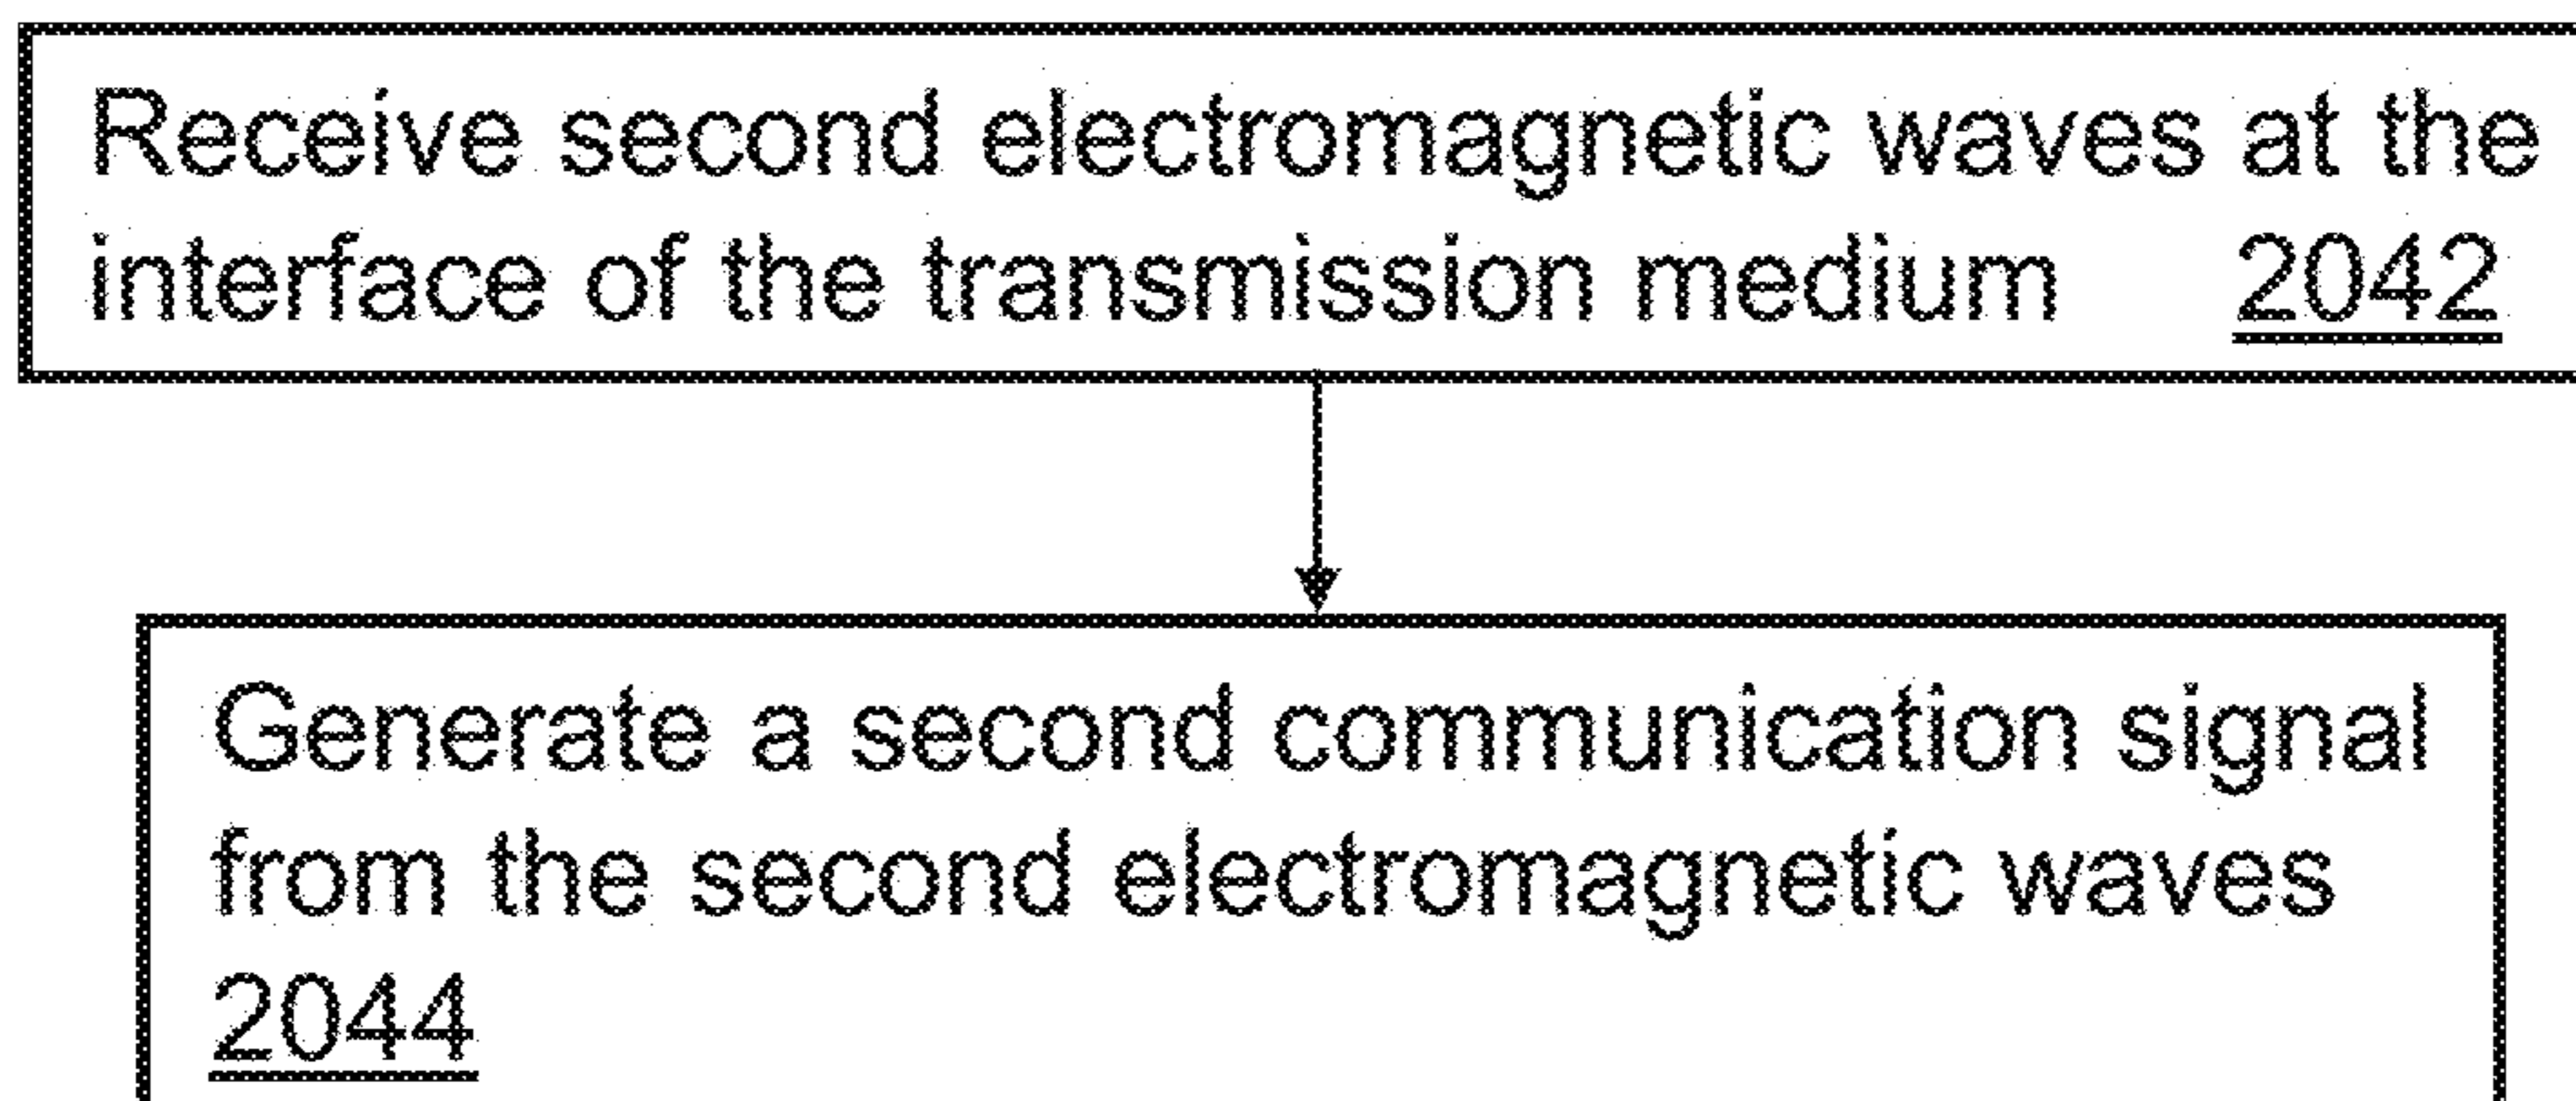 Receive second electromagnetic waves at the
interface of the transmission medium 2042
Generate a second communication signal
from the second electromagnetic waves
2044